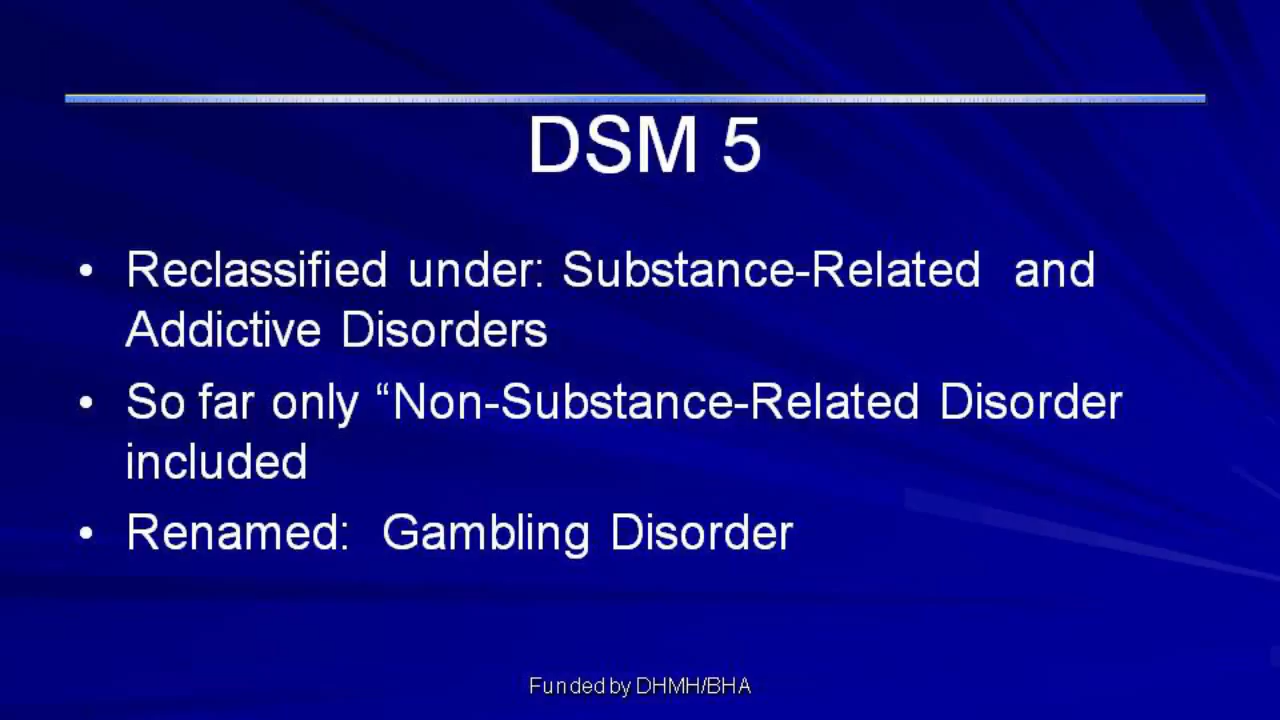 DSM 5
• Reclassified under: Substance-Related and
Addictive Disorders
• So far only “Non-Substance-Related Disorder
included
• Renamed: Gambling Disorder
Funded by DHMH/BHA